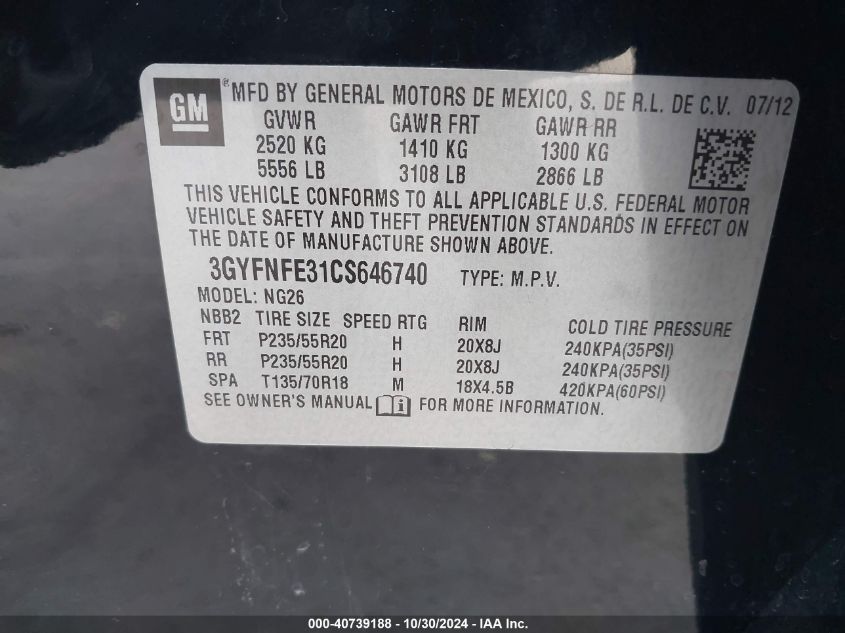 GM ® MFD BY GENERAL MOTORS DE MEXICO, S. DE R.L. DE C.V. 07/12
GVWR GAWR FRT GAWR RR
2520 KG 1410 KG 1300 KG
5556 LB 3108 LB 2866 LB
THIS VEHICLE CONFORMS TO ALL APPLICABLE U.S. FEDERAL MOTOR
VEHICLE SAFETY AND THEFT PREVENTION STANDARDS IN EFFECT ON
THE DATE OF MANUFACTURE SHOWN ABOVE.
3GYFNFE31CS646740 TYPE: M.P.V.
MODEL: NG26
NBB2 TIRE SIZE SPEED RTG RIM COLD TIRE PRESSURE
FRT P235/55R20 H 20X8J 240KPA(35PSI)
RR P235/55R20 H 20X8J 240KPA(35PSI)
SPA T135/70R18 M 18X4.5B 420KPA(60PSI)
SEE OWNER'S MANUAL i FOR MORE INFORMATION.
000-40739188 - 10/30/2024 - IAA Inc.